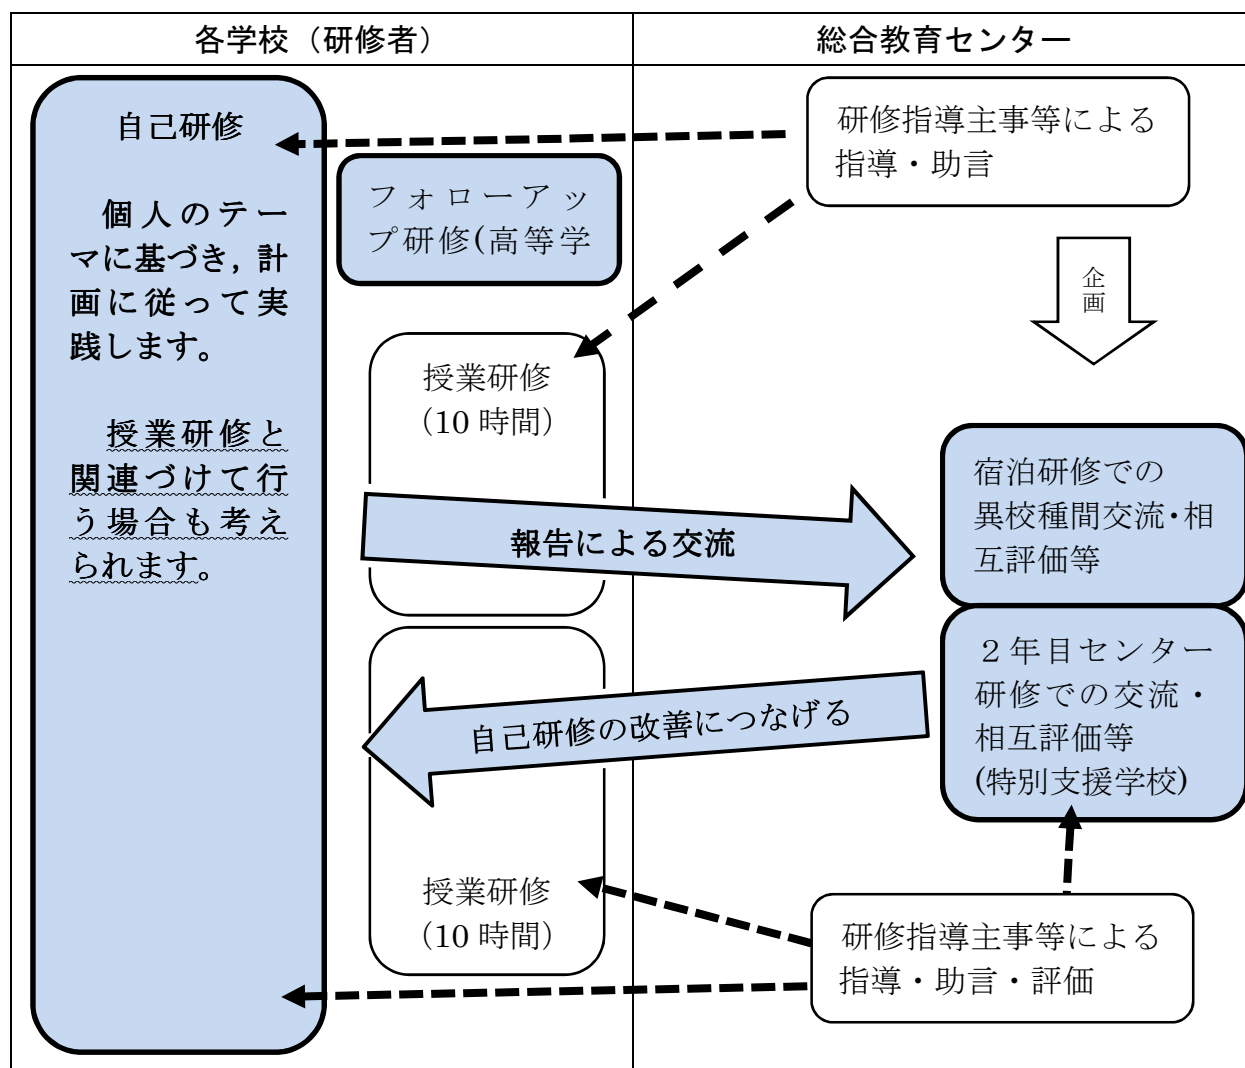 各学校（研修者）
総合教育センター
自己研修
個人のテー
マに基づき，計
画に従って実
践します。
授業研修と
関連づけて行
う場合も考え
られます。
フォローアッ
プ研修(高等学
授業研修
（10 時間）
研修指導主事等による
指導・助言
企
画
報告による交流
宿泊研修での
異校種間交流・相
互評価等
自己研修の改善につなげる
２年目センター
研修での交流・
相互評価等
(特別支援学校)
授業研修
（10 時間）
研修指導主事等による
指導・助言・評価